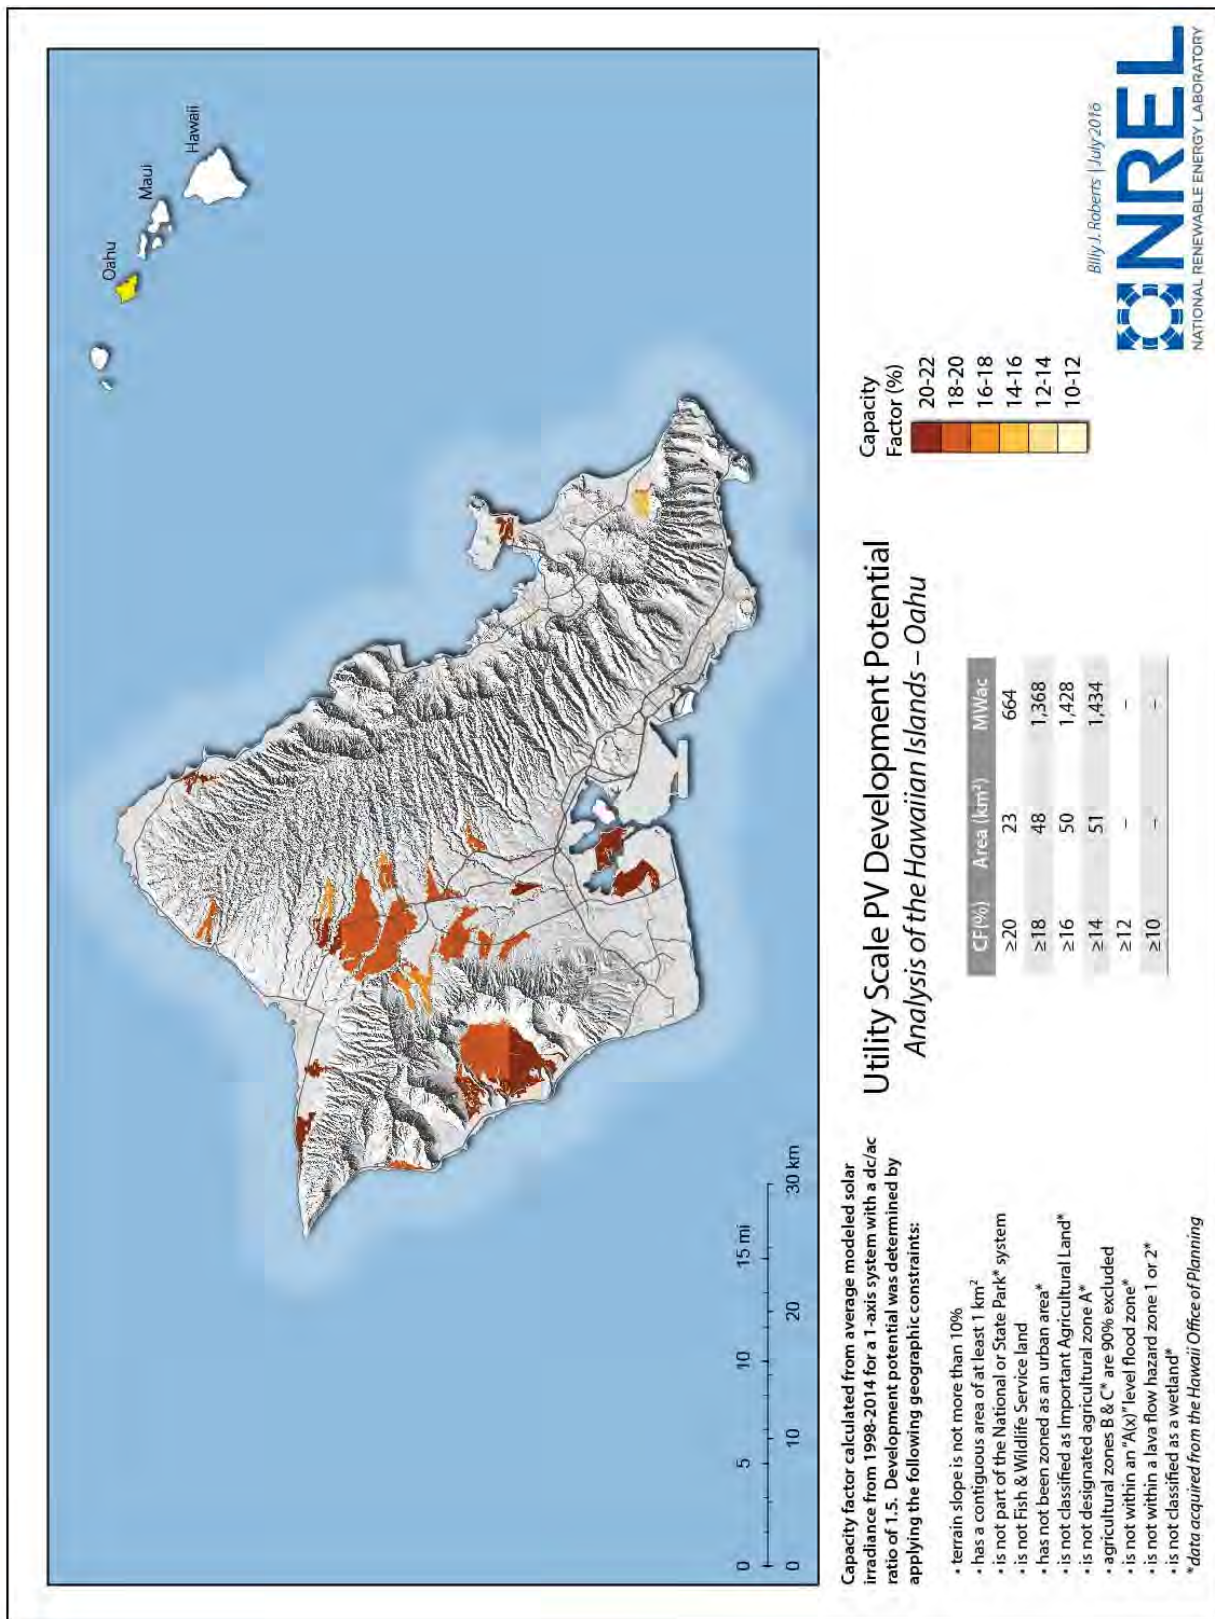 Oahu
Maui
Hawaii
0 5 10 15 mi
0 10 20 30 km
Capacity factor calculated from average modeled solar
irradiance from 1998-2014 for a 1-axis system with a dc/ac
ratio of 1.5. Development potential was determined by
applying the following geographic constraints:
• terrain slope is not more than 10%
• has a contiguous area of at least 1 km²
• is not part of the National or State Park* system
• is not Fish & Wildlife Service land
• has not been zoned as an urban area*
• is not classified as Important Agricultural Land*
• is not designated agricultural zone A*
• agricultural zones B & C* are 90% excluded
• is not within an "A(x)" level flood zone*
• is not within a lava flow hazard zone 1 or 2*
• is not classified as a wetland*
*data acquired from the Hawaii Office of Planning
Utility Scale PV Development Potential
Analysis of the Hawaiian Islands – Oahu
CF(%) Area (km²) MWac
≥20 23 664
≥18 48 1,368
≥16 50 1,428
≥14 51 1,434
≥12 – –
≥10 – –
Capacity
Factor (%)
20-22
18-20
16-18
14-16
12-14
10-12
Billy J. Roberts | July 2016
NREL
NATIONAL RENEWABLE ENERGY LABORATORY